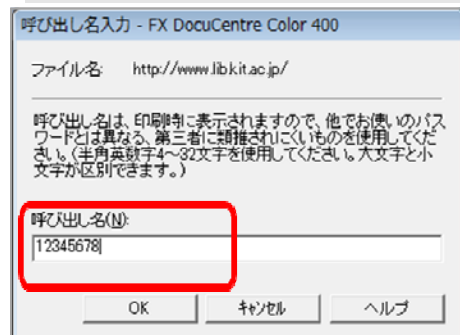 呼び出し名入力 - FX DocuCentre Color 400
ファイル名: http://www.lib.kit.ac.jp/
呼び出し名は、印刷時に表示されますので、他でお使いのパス
ワードとは異なる、第三者に類推されにくいものを使用してくだ
さい。(半角英数字4~32文字を使用してください。大文字と小
文字が区別できます。)
呼び出し名(N):
12345678
OK キャンセル ヘルプ